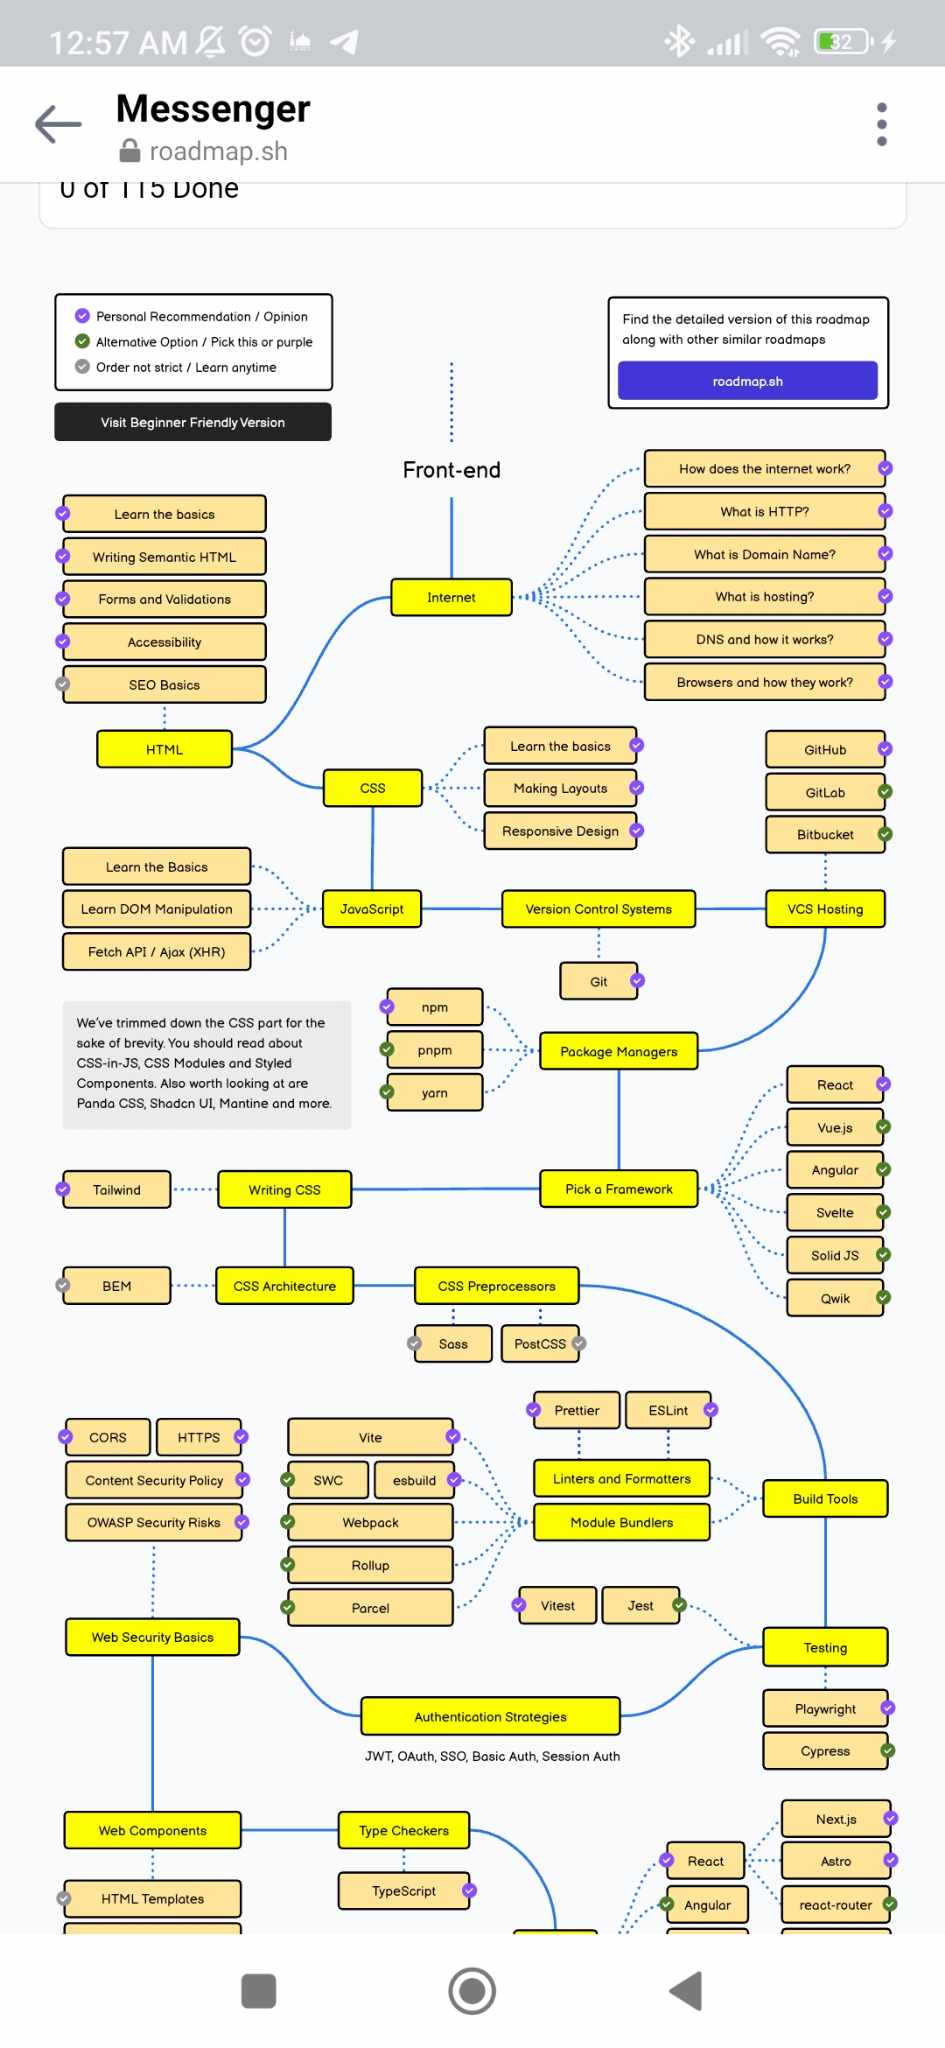 12:57 AM
32
Messenger
roadmap.sh
0 of 115 Done
Personal Recommendation / Opinion
Alternative Option / Pick this or purple
Order not strict / Learn anytime
Visit Beginner Friendly Version
Find the detailed version of this roadmap
along with other similar roadmaps
roadmap.sh
Front-end
How does the internet work?
What is HTTP?
What is Domain Name?
What is hosting?
DNS and how it works?
Browsers and how they work?
Internet
Learn the basics
Writing Semantic HTML
Forms and Validations
Accessibility
SEO Basics
HTML
CSS
Learn the basics
Making Layouts
Responsive Design
GitHub
GitLab
Bitbucket
Learn the Basics
Learn DOM Manipulation
Fetch API / Ajax (XHR)
JavaScript
Version Control Systems
VCS Hosting
Git
We've trimmed down the CSS part for the
sake of brevity. You should read about
CSS-in-JS, CSS Modules and Styled
Components. Also worth looking at are
Panda CSS, Shadcn UI, Mantine and more.
npm
pnpm
yarn
Package Managers
React
Vue.js
Angular
Svelte
Solid JS
Qwik
Pick a Framework
Writing CSS
Tailwind
BEM
CSS Architecture
CSS Preprocessors
Sass
PostCSS
Prettier
ESLint
Linters and Formatters
Module Bundlers
Build Tools
Vite
SWC
esbuild
Webpack
Rollup
Parcel
CORS
HTTPS
Content Security Policy
OWASP Security Risks
Vitest
Jest
Testing
Playwright
Cypress
Web Security Basics
Authentication Strategies
JWT, OAuth, SSO, Basic Auth, Session Auth
Web Components
Type Checkers
HTML Templates
TypeScript
React
Angular
Next.js
Astro
react-router